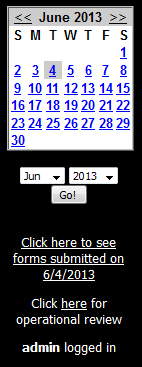 << June 2013 >>
S M T W T F S
1
2 3 4 5 6 7 8
9 10 11 12 13 14 15
16 17 18 19 20 21 22
23 24 25 26 27 28 29
30
Jun 2013
Go!
Click here to see
forms submitted on
6/4/2013
Click here for
operational review
admin logged in